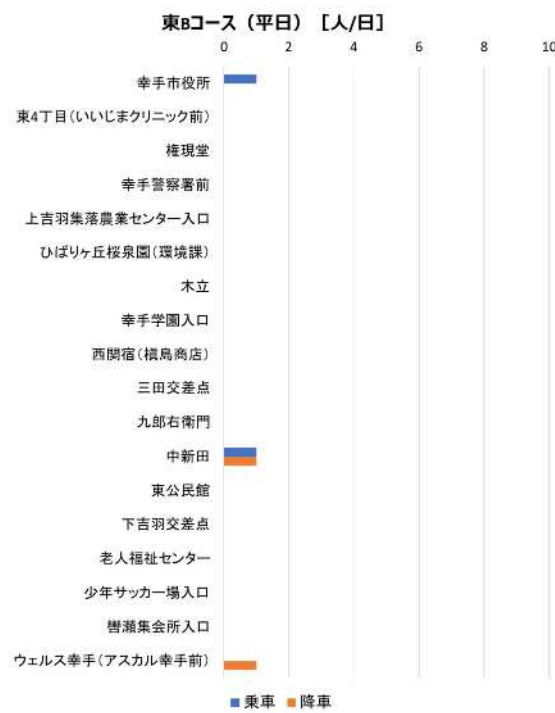 東Bコース（平日）［人/日］
0 2 4 6 8 10
幸手市役所
東4丁目（いいじまクリニック前）
権現堂
幸手警察署前
上吉羽集落農業センター入口
ひばりヶ丘桜泉園（環境課）
木立
幸手学園入口
西関宿（槇島商店）
三田交差点
九郎右衛門
中新田
東公民館
下吉羽交差点
老人福祉センター
少年サッカー場入口
轡瀬集会所入口
ウェルス幸手（アスカル幸手前）
乗車 降車